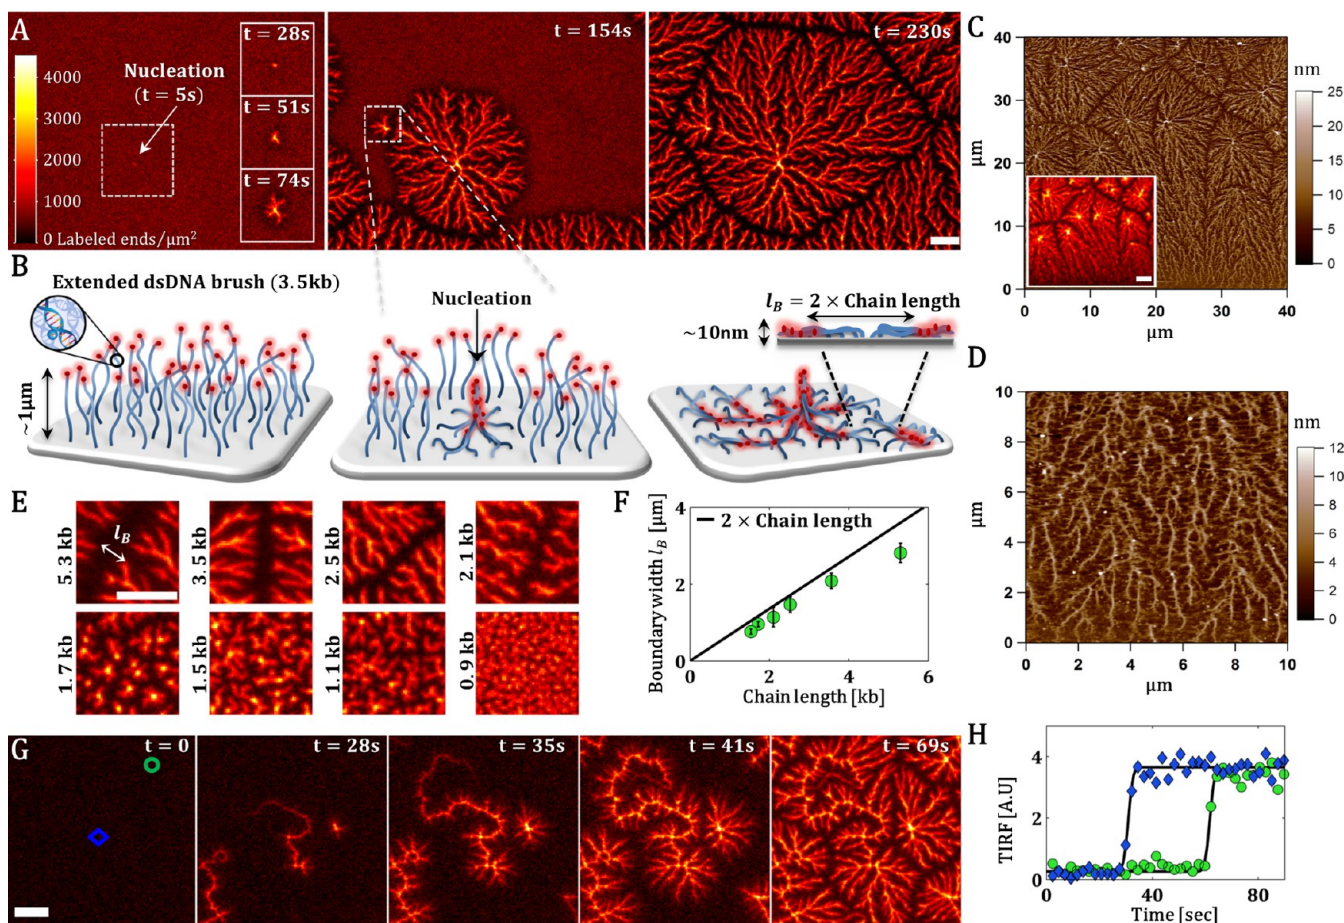 A
t = 28s
t = 154s
t = 230s
4000
3000
2000
1000
0 Labeled ends/μm²
Nucleation
(t = 5s)
t = 51s
t = 74s
C
40
30
20
10
0
μm
0 10 20 30 40
μm
nm
25
20
15
10
5
0
B
Extended dsDNA brush (3.5kb)
~1μm
Nucleation
l_B = 2 × Chain length
~10nm
D
10
8
6
4
2
0
μm
0 2 4 6 8 10
μm
nm
12
10
8
6
4
2
0
E
5.3 kb
l_B
3.5 kb
2.5 kb
2.1 kb
1.7 kb
1.5 kb
1.1 kb
0.9 kb
F
2 × Chain length
Boundary width l_B [μm]
4
2
0
0 2 4 6
Chain length [kb]
G
t = 0
t = 28s
t = 35s
t = 41s
t = 69s
H
TIRF [A.U]
4
2
0
0 40 80
Time [sec]